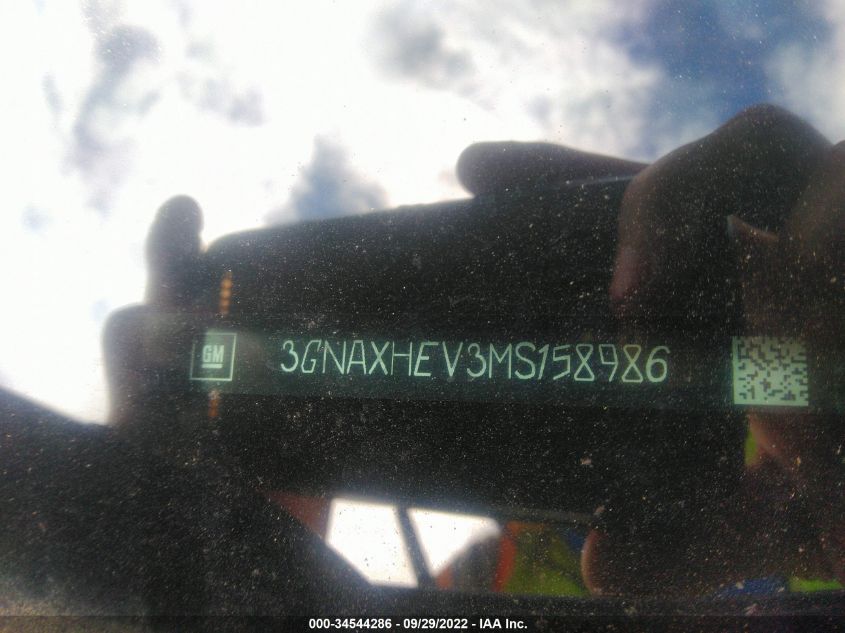 GM 3GNAXHEV3MS158986
000-34544286 - 09/29/2022 - IAA Inc.